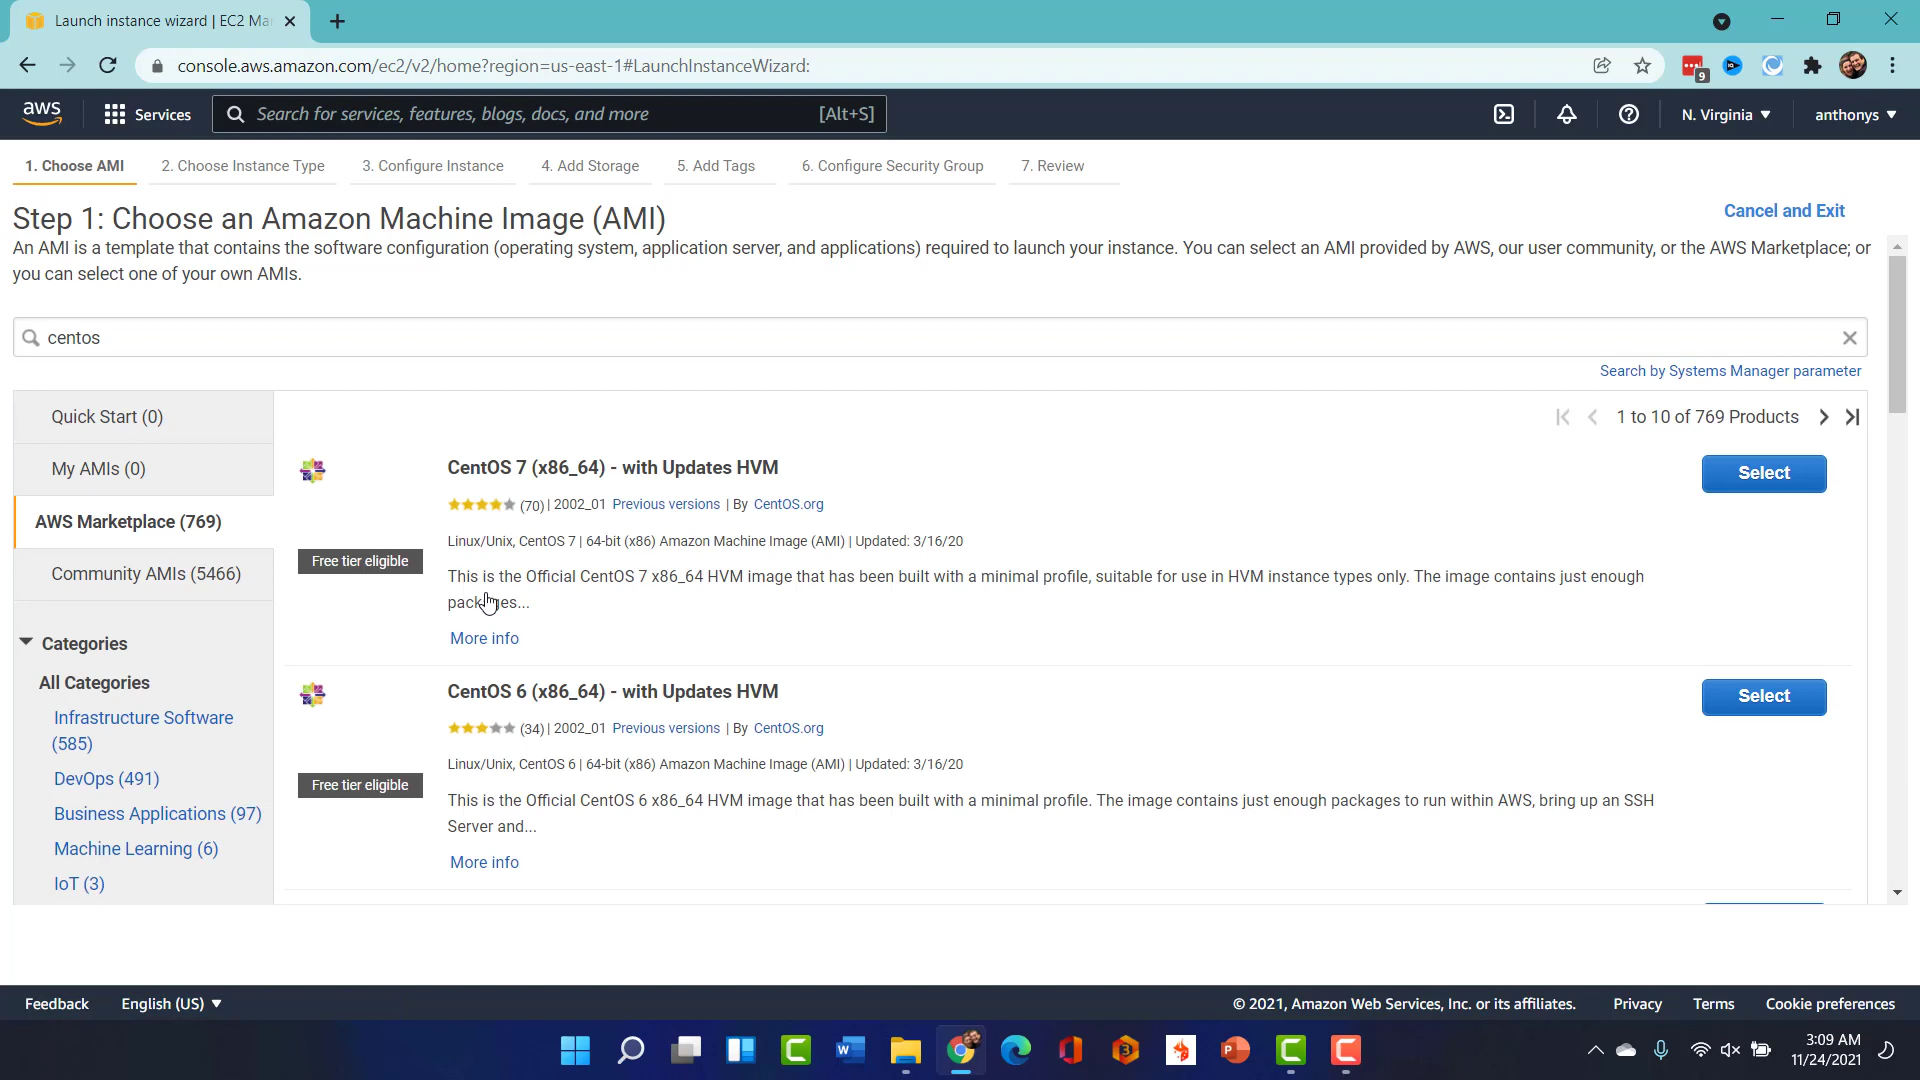 Launch instance wizard | EC2 Ma
console.aws.amazon.com/ec2/v2/home?region=us-east-1#LaunchInstanceWizard:
9
aws
Services
Search for services, features, blogs, docs, and more
[Alt+S]
N. Virginia
anthonys
1. Choose AMI
2. Choose Instance Type
3. Configure Instance
4. Add Storage
5. Add Tags
6. Configure Security Group
7. Review
Step 1: Choose an Amazon Machine Image (AMI)
Cancel and Exit
An AMI is a template that contains the software configuration (operating system, application server, and applications) required to launch your instance. You can select an AMI provided by AWS, our user community, or the AWS Marketplace; or
you can select one of your own AMIs.
centos
Search by Systems Manager parameter
Quick Start (0)
My AMIs (0)
AWS Marketplace (769)
Community AMIs (5466)
Categories
All Categories
Infrastructure Software
(585)
DevOps (491)
Business Applications (97)
Machine Learning (6)
IoT (3)
1 to 10 of 769 Products
CentOS 7 (x86_64) - with Updates HVM
Select
(70) | 2002_01 Previous versions | By CentOS.org
Linux/Unix, CentOS 7 | 64-bit (x86) Amazon Machine Image (AMI) | Updated: 3/16/20
Free tier eligible
This is the Official CentOS 7 x86_64 HVM image that has been built with a minimal profile, suitable for use in HVM instance types only. The image contains just enough
packages...
More info
CentOS 6 (x86_64) - with Updates HVM
Select
(34) | 2002_01 Previous versions | By CentOS.org
Linux/Unix, CentOS 6 | 64-bit (x86) Amazon Machine Image (AMI) | Updated: 3/16/20
Free tier eligible
This is the Official CentOS 6 x86_64 HVM image that has been built with a minimal profile. The image contains just enough packages to run within AWS, bring up an SSH
Server and...
More info
Feedback
English (US)
© 2021, Amazon Web Services, Inc. or its affiliates.
Privacy
Terms
Cookie preferences
3:09 AM
11/24/2021